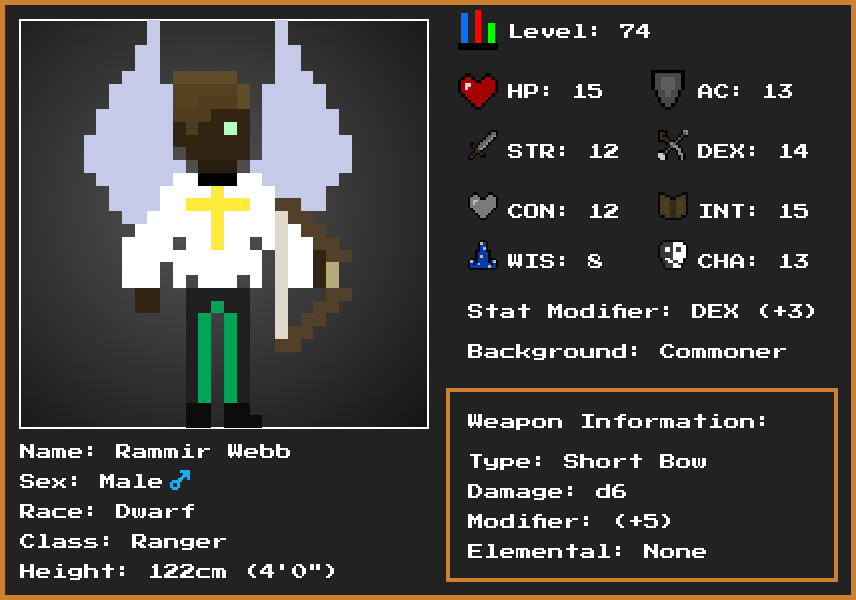 Level: 74
HP: 15
AC: 13
STR: 12
DEX: 14
CON: 12
INT: 15
WIS: 8
CHA: 13
Stat Modifier: DEX (+3)
Background: Commoner
Weapon Information:
Type: Short Bow
Damage: d6
Modifier: (+5)
Elemental: None
Name: Rammir Webb
Sex: Male♂
Race: Dwarf
Class: Ranger
Height: 122cm (4'0")